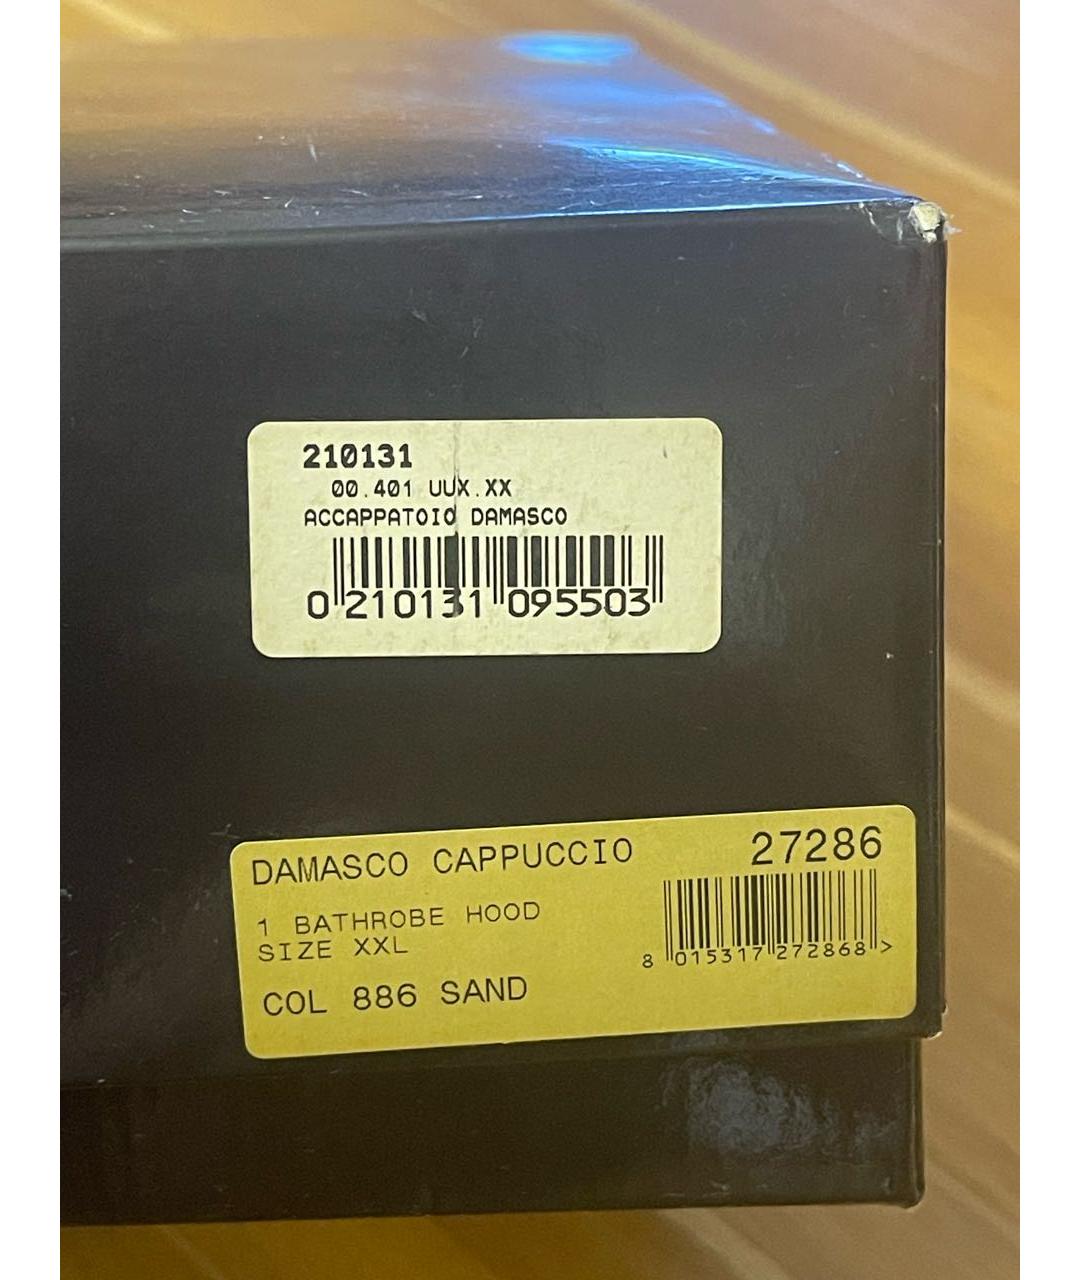 210131
00.401 UUX.XX
ACCAPPATOIO DAMASCO
0 210131 095503
DAMASCO CAPPUCCIO 27286
1 BATHROBE HOOD
SIZE XXL
8 015317 272868 >
COL 886 SAND